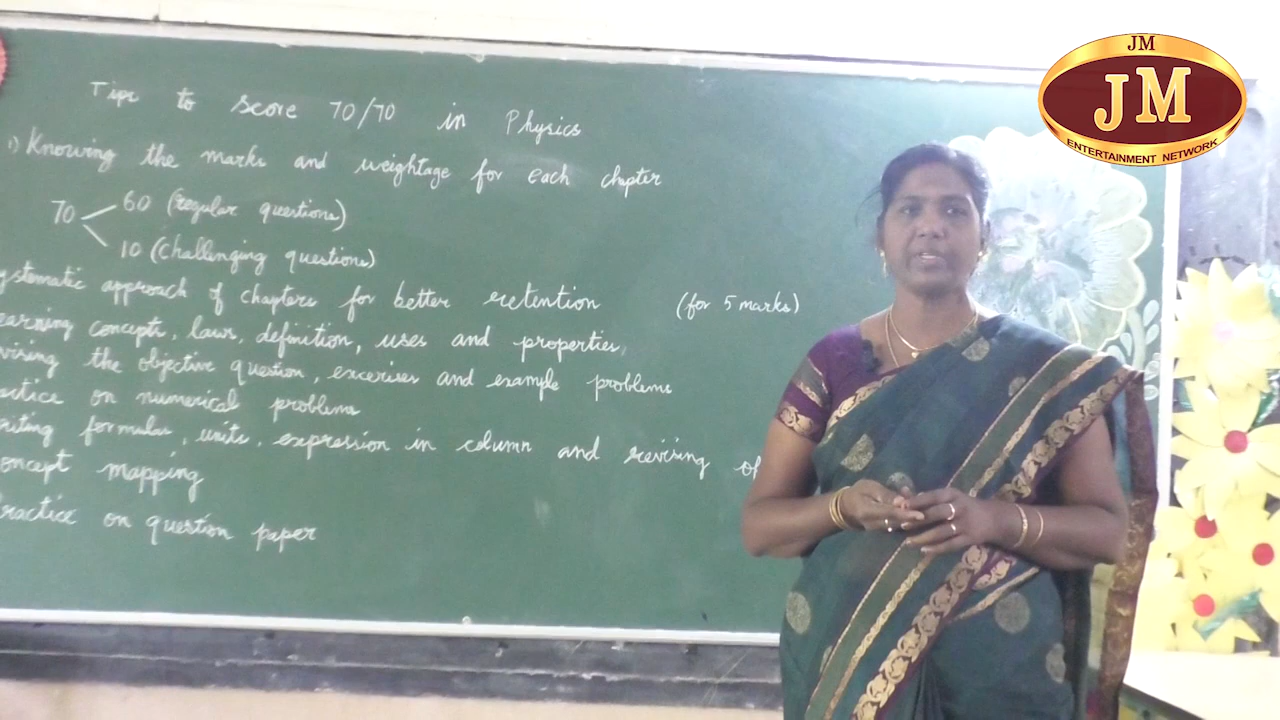 Tips to score 70/70 in Physics
1) Knowing the marks and weightage for each chapter
70
60 (regular questions)
10 (challenging questions)
ystematic approach of chapters for better retention (for 5 marks)
earning concepts, laws, definition, uses and properties,
vising the objective question, excerises and example problems
actice on numerical problems
riting formulas, units, expression in column and revising of
oncept mapping
ractice on question paper
JM
JM
ENTERTAINMENT NETWORK